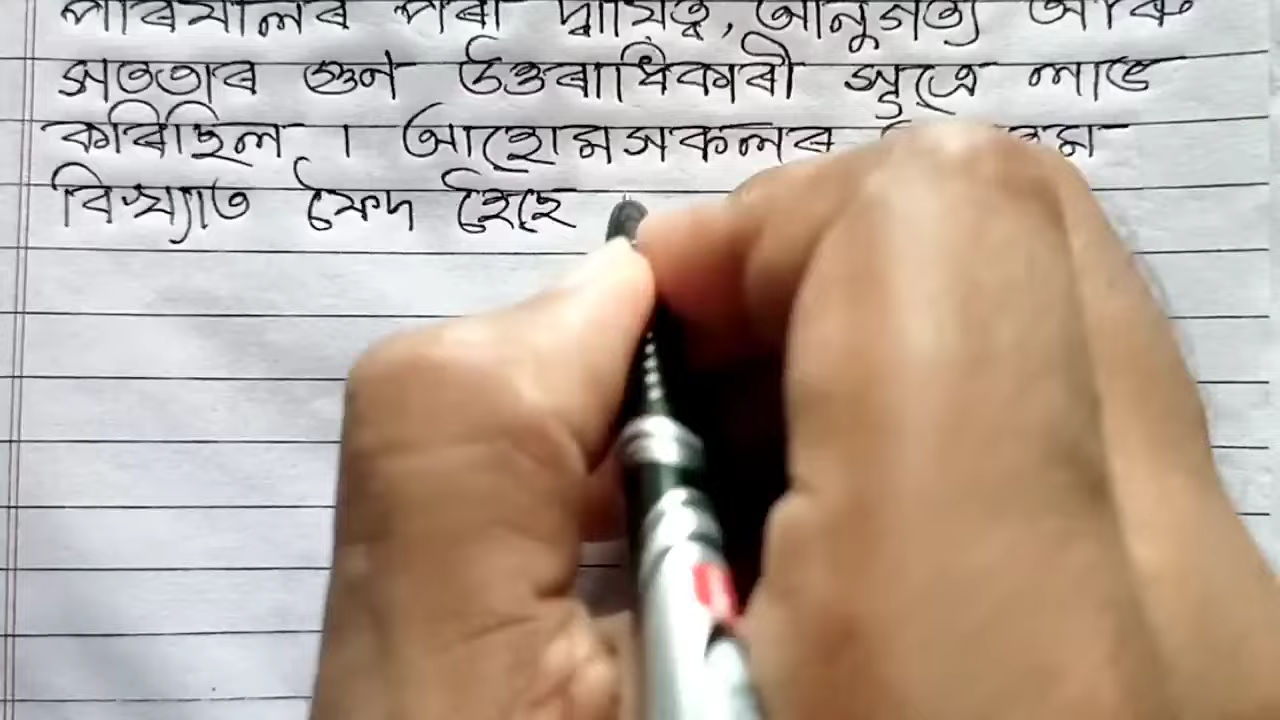 পৰিয়ালৰ পৰা দ্বায়িত্ব, আনুগত্য আৰু
সততাৰ গুন উত্তৰাধিকাৰী সুত্ৰে লাভ
কৰিছিল । আহোমসকলৰ
বিখ্যাত ফৈদ হৈছে